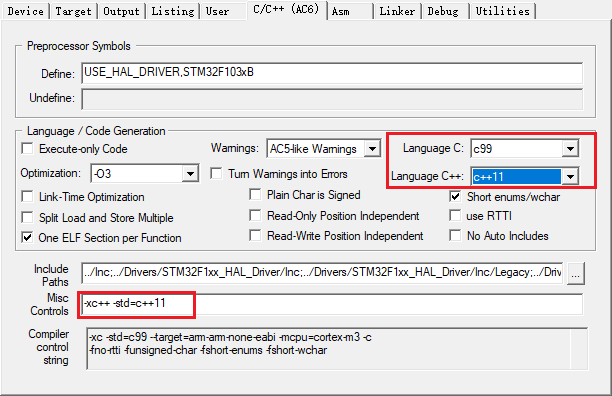 Device Target Output Listing User C/C++ (AC6) Asm Linker Debug Utilities
Preprocessor Symbols
Define: USE_HAL_DRIVER,STM32F103xB
Undefine:
Language / Code Generation
Execute-only Code Warnings: AC5-like Warnings Language C: c99
Optimization: -O3 Turn Warnings into Errors Language C++: c++11
Link-Time Optimization Plain Char is Signed Short enums/wchar
Split Load and Store Multiple Read-Only Position Independent use RTTI
One ELF Section per Function Read-Write Position Independent No Auto Includes
Include Paths ../Inc;../Drivers/STM32F1xx_HAL_Driver/Inc;../Drivers/STM32F1xx_HAL_Driver/Inc/Legacy;../Driv ...
Misc Controls -xc++ -std=c++11
Compiler control string -xc -std=c99 --target=arm-arm-none-eabi -mcpu=cortex-m3 -c
-fno-rtti -funsigned-char -fshort-enums -fshort-wchar